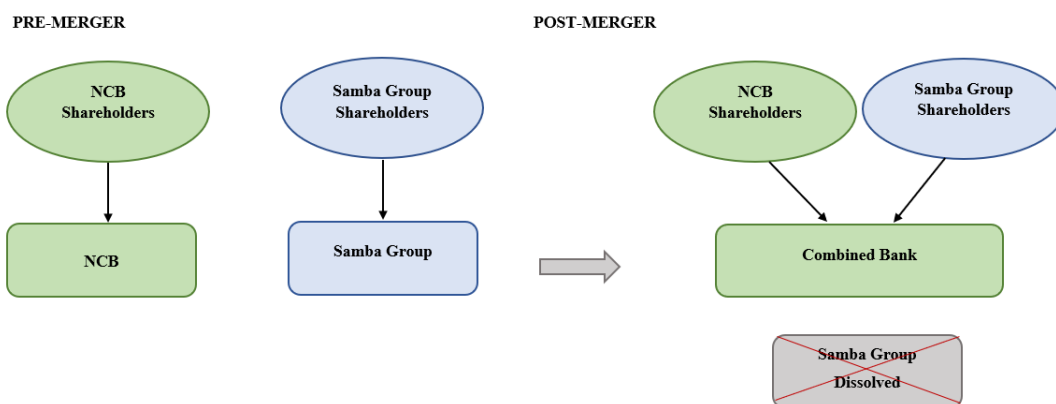 PRE-MERGER
POST-MERGER
NCB
Shareholders
Samba Group
Shareholders
NCB
Shareholders
Samba Group
Shareholders
NCB
Samba Group
Combined Bank
Samba Group
Dissolved